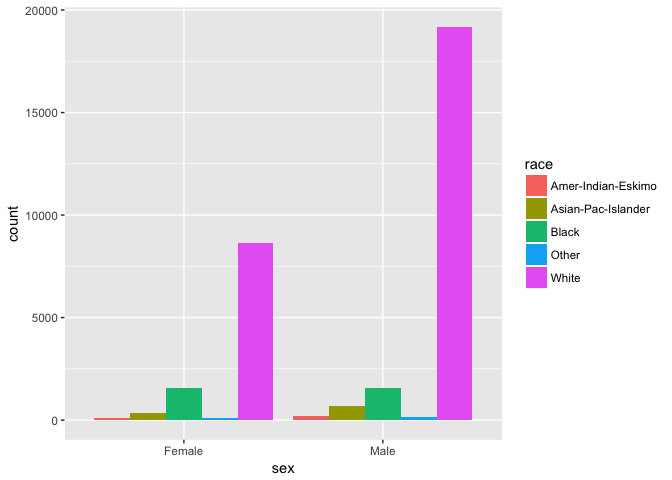 20000
15000
10000
5000
0
count
Female
Male
sex
race
Amer-Indian-Eskimo
Asian-Pac-Islander
Black
Other
White